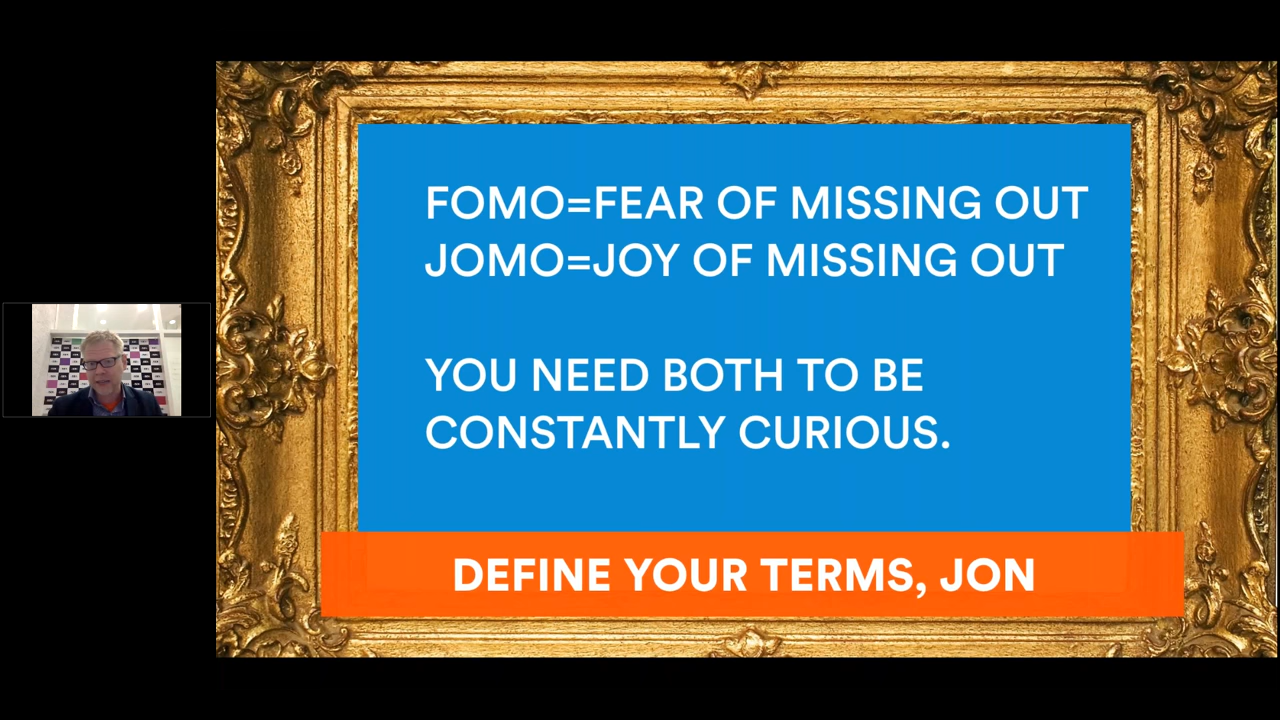 FOMO=FEAR OF MISSING OUT
JOMO=JOY OF MISSING OUT
YOU NEED BOTH TO BE
CONSTANTLY CURIOUS.
DEFINE YOUR TERMS, JON